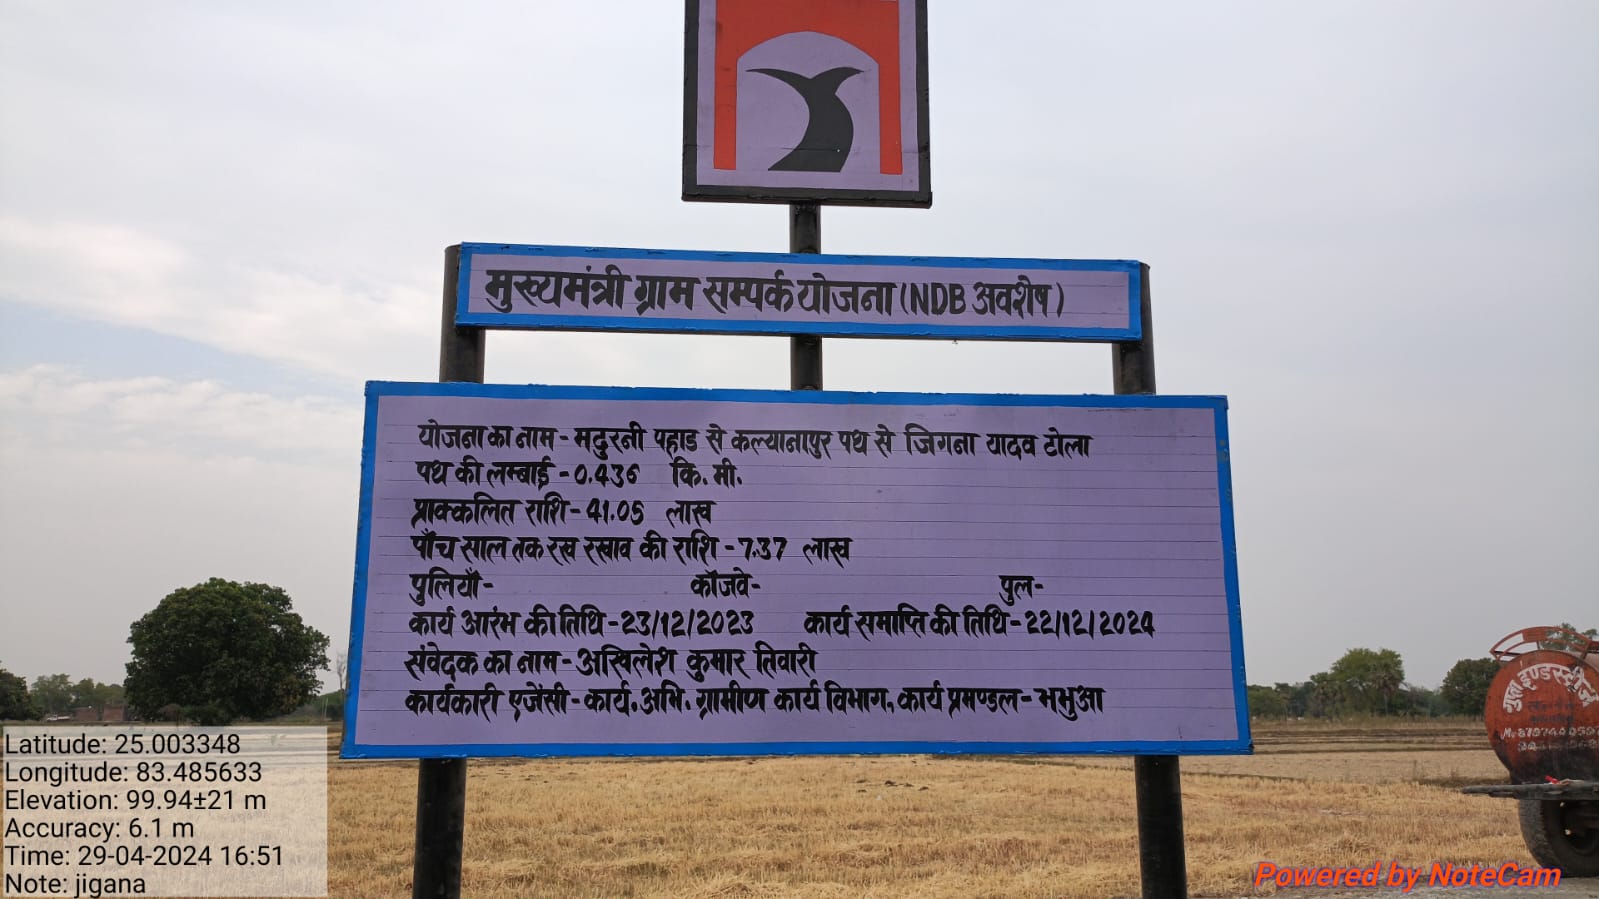 मुख्यमंत्री ग्राम सम्पर्क योजना (NDB अवशेष)
योजना का नाम - मदुरनी पहाड से कल्यानापुर पथ से जिगना यादव टोला
पथ की लम्बाई - 0.436 कि.मी.
प्राक्कलित राशि - 41.05 लाख
पाँच साल तक रख रखाव की राशि - 7.37 लाख
पुलियाँ- कॉजवे- पुल-
कार्य आरंभ की तिथि - 23/12/2023 कार्य समाप्ति की तिथि - 22/12/2024
संवेदक का नाम - अखिलेश कुमार तिवारी
कार्यकारी एजेंसी - कार्य. अभि. ग्रामीण कार्य विभाग, कार्य प्रमण्डल - भभुआ
इण्डस्ट्रीज
Latitude: 25.003348
Longitude: 83.485633
Elevation: 99.94±21 m
Accuracy: 6.1 m
Time: 29-04-2024 16:51
Note: jigana
Powered by NoteCam